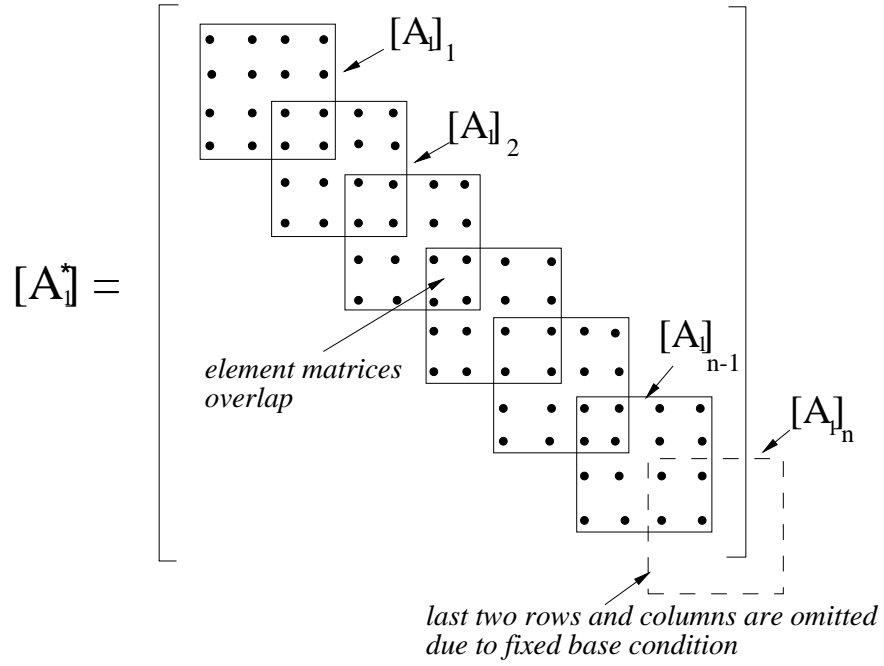 [A₁]₁
[A₁]₂
[A₁*] =
element matrices
overlap
[A₁]ₙ₋₁
[A₁]ₙ
last two rows and columns are omitted
due to fixed base condition